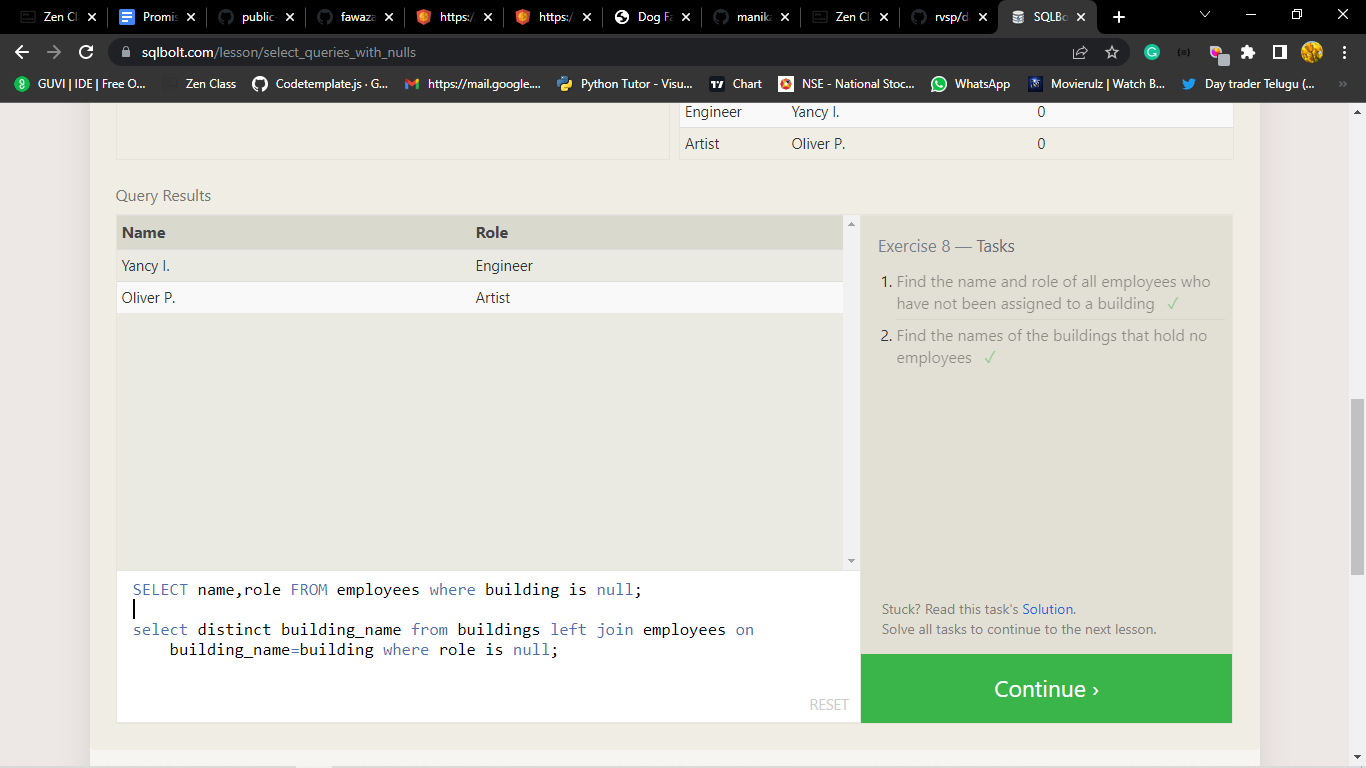 Zen Cl
Promis
public-
fawaza
https:/
https:/
Dog Fa
manika
Zen Cl
rvsp/d
SQLBo
sqlbolt.com/lesson/select_queries_with_nulls
GUVI | IDE | Free O...
Zen Class
Codetemplate.js · G...
https://mail.google....
Python Tutor - Visu...
Chart
NSE - National Stoc...
WhatsApp
Movierulz | Watch B...
Day trader Telugu (...
»
Engineer Yancy I. 0
Artist Oliver P. 0
Query Results
Name Role
Yancy I. Engineer
Oliver P. Artist
Exercise 8 — Tasks
1. Find the name and role of all employees who
have not been assigned to a building ✓
2. Find the names of the buildings that hold no
employees ✓
SELECT name,role FROM employees where building is null;
select distinct building_name from buildings left join employees on
building_name=building where role is null;
RESET
Stuck? Read this task's Solution.
Solve all tasks to continue to the next lesson.
Continue ›